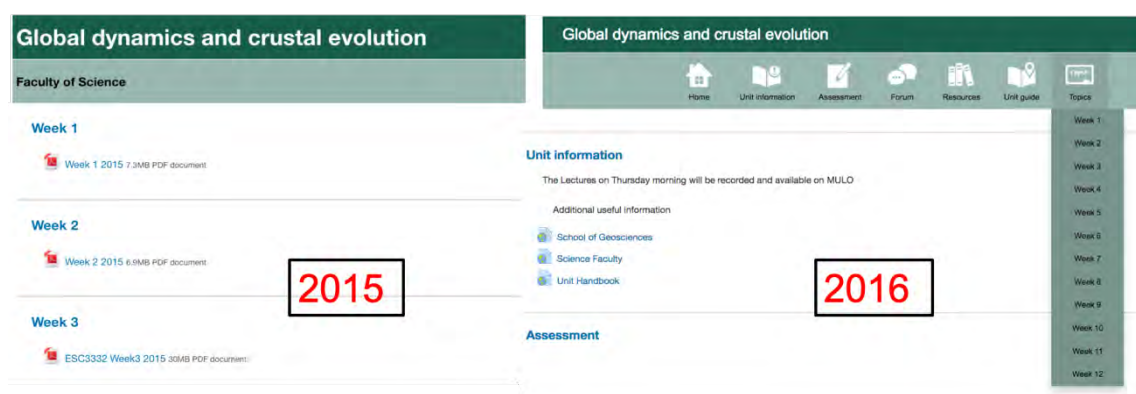 Global dynamics and crustal evolution
Faculty of Science
Week 1
Week 1 2015 7.3MB PDF document
Week 2
Week 2 2015 6.9MB PDF document
2015
Week 3
ESC3332 Week3 2015 30MB PDF document
Global dynamics and crustal evolution
Home Unit information Assessment Forum Resources Unit guide Topics
Week 1
Week 2
Week 3
Week 4
Week 5
Week 6
Week 7
Week 8
Week 9
Week 10
Week 11
Week 12
Unit information
The Lectures on Thursday morning will be recorded and available on MULO
Additional useful information
School of Geosciences
Science Faculty
Unit Handbook
2016
Assessment